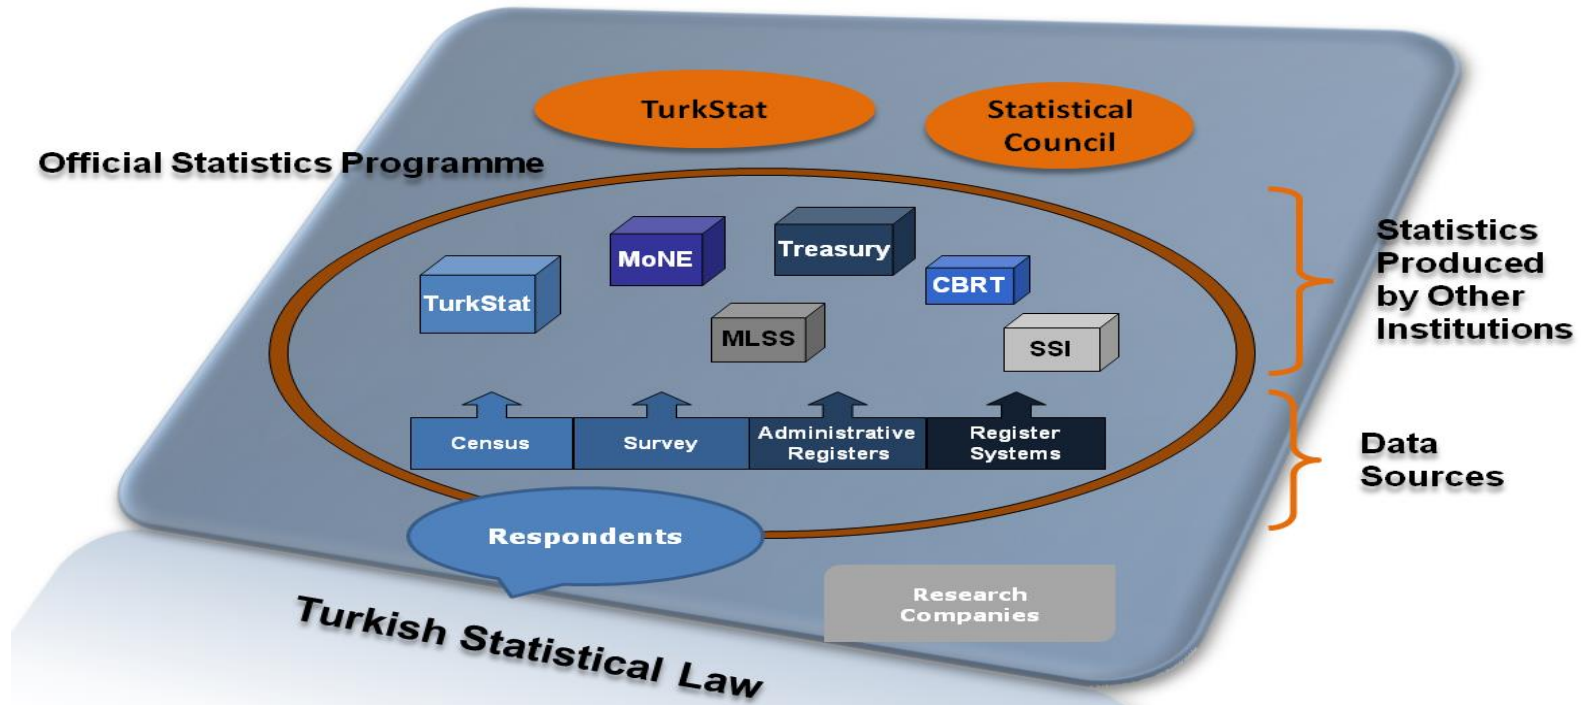 TurkStat
Statistical
Council
Official Statistics Programme
MoNE
Treasury
TurkStat
CBRT
MLSS
SSI
Statistics
Produced
by Other
Institutions
Census
Survey
Administrative
Registers
Register
Systems
Data
Sources
Respondents
Research
Companies
Turkish Statistical Law